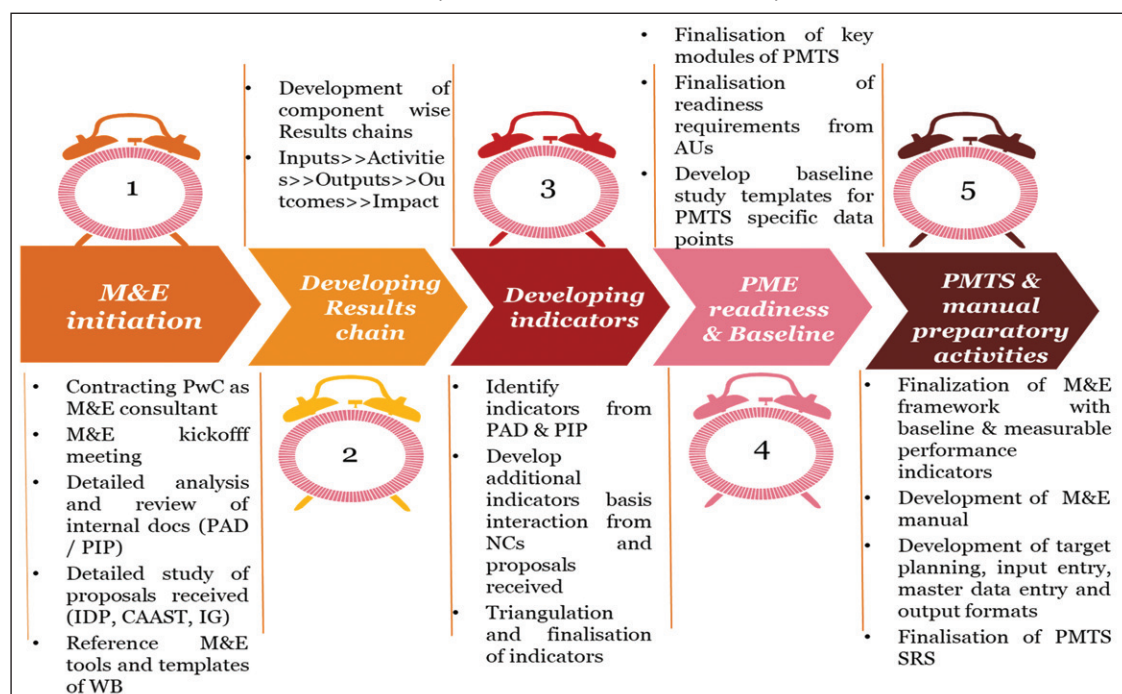 1
M&E
initiation
• Contracting PwC as
M&E consultant
• M&E kickofff
meeting
• Detailed analysis
and review of
internal docs (PAD
/ PIP)
• Detailed study of
proposals received
(IDP, CAAST, IG)
• Reference M&E
tools and templates
of WB
• Development of
component wise
Results chains
• Inputs>>Activitie
s>>Outputs>>Ou
tcomes>>Impact
Developing
Results
chain
2
3
Developing
indicators
• Identify
indicators from
PAD & PIP
• Develop
additional
indicators basis
interaction from
NCs and
proposals
received
• Triangulation
and finalisation
of indicators
• Finalisation of key
modules of PMTS
• Finalisation of
readiness
requirements from
AUs
• Develop baseline
study templates for
PMTS specific data
points
PME
readiness
& Baseline
4
5
PMTS &
manual
preparatory
activities
• Finalization of M&E
framework with
baseline & measurable
performance
indicators
• Development of M&E
manual
• Development of target
planning, input entry,
master data entry and
output formats
• Finalisation of PMTS
SRS